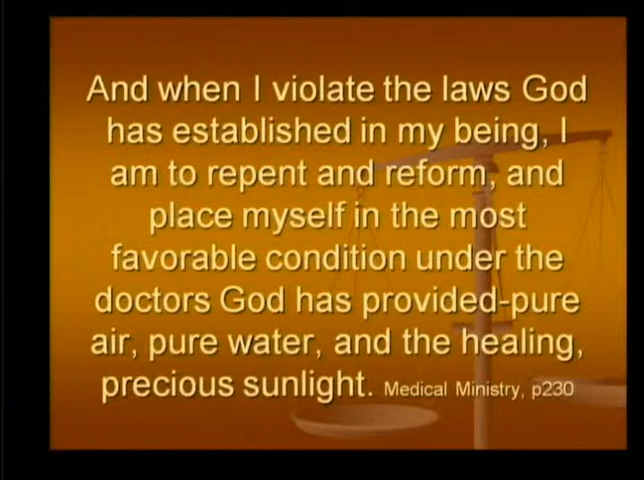 And when I violate the laws God
has established in my being, I
am to repent and reform, and
place myself in the most
favorable condition under the
doctors God has provided-pure
air, pure water, and the healing,
precious sunlight. Medical Ministry, p230